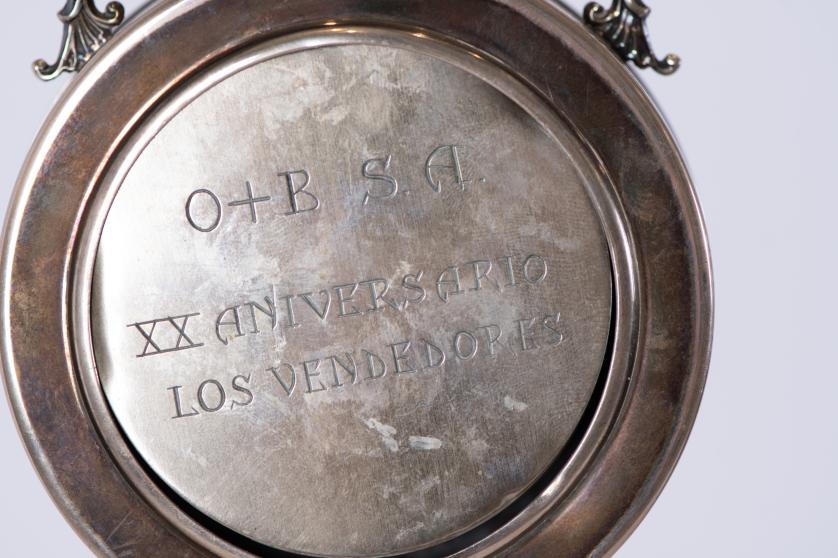 O+B S.A.
XX ANIVERSARIO
LOS VENDEDORES